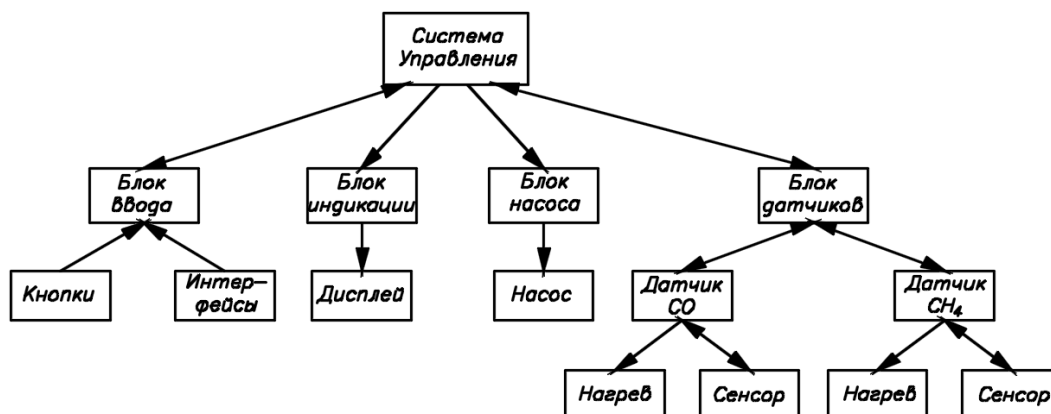 Система
Управления
Блок
ввода
Блок
индикации
Блок
насоса
Блок
датчиков
Кнопки
Интер-
фейсы
Дисплей
Насос
Датчик
CO
Датчик
CH₄
Нагрев
Сенсор
Нагрев
Сенсор